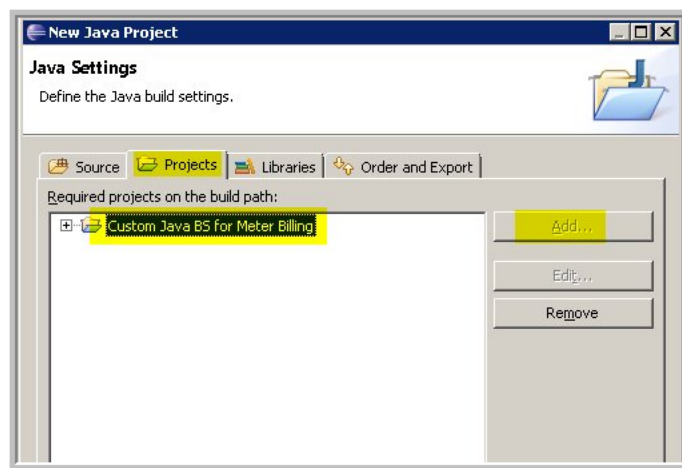 New Java Project
Java Settings
Define the Java build settings.
Source Projects Libraries Order and Export
Required projects on the build path:
Custom Java BS for Meter Billing
Add...
Edit...
Remove